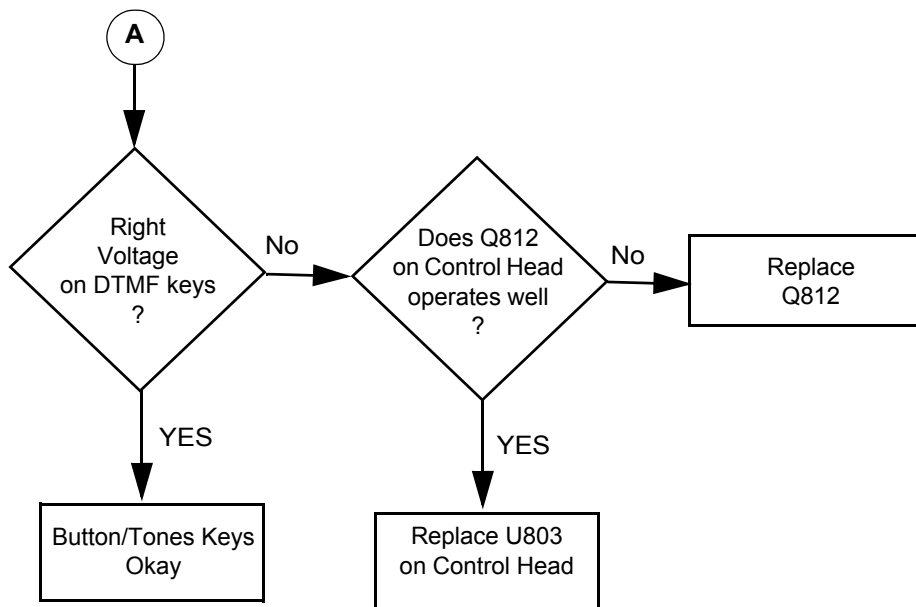 A
Right
Voltage
on DTMF keys
?
No
Does Q812
on Control Head
operates well
?
No
Replace
Q812
YES
YES
Button/Tones Keys
Okay
Replace U803
on Control Head